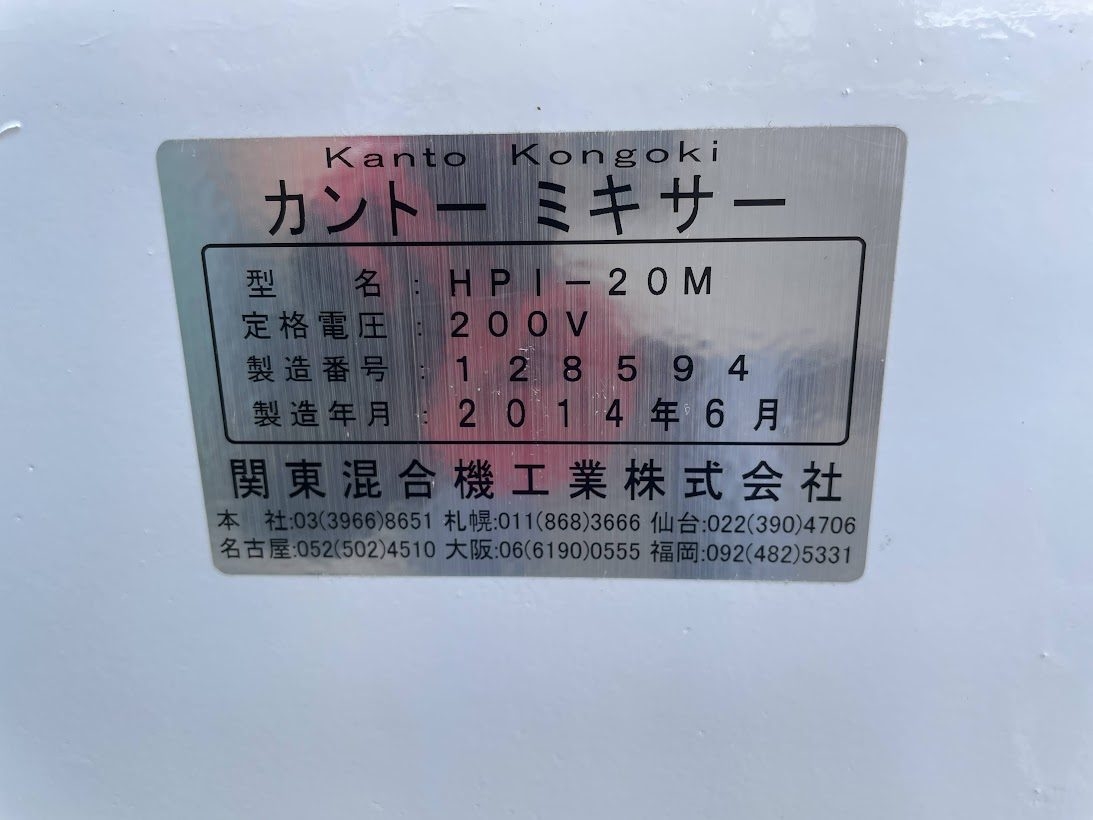 Kanto Kongoki
カントー ミキサー
型　　名：HPI－20M
定格電圧：200V
製造番号：128594
製造年月：2014年6月
関東混合機工業株式会社
本　社:03(3966)8651 札幌:011(868)3666 仙台:022(390)4706
名古屋:052(502)4510 大阪:06(6190)0555 福岡:092(482)5331